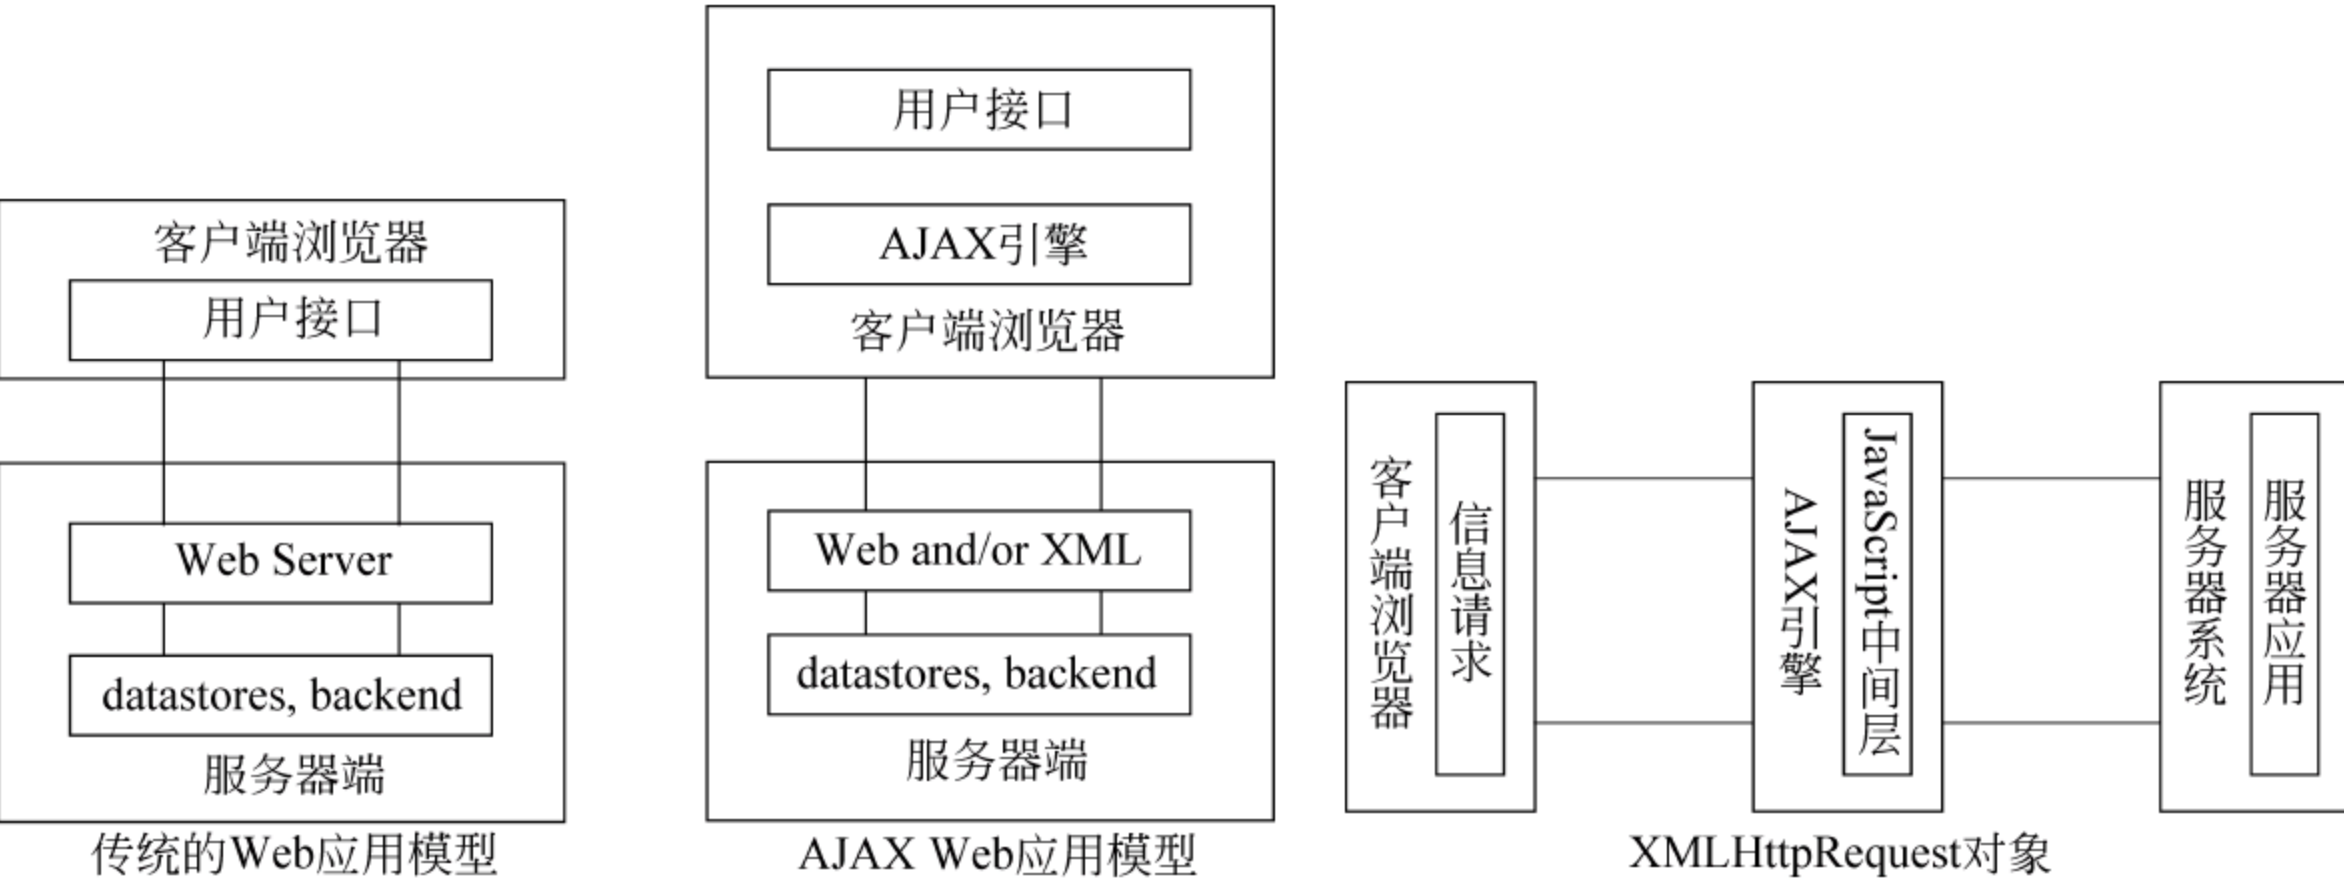 客户端浏览器
用户接口
Web Server
datastores, backend
服务器端
传统的Web应用模型
用户接口
AJAX引擎
客户端浏览器
Web and/or XML
datastores, backend
服务器端
AJAX Web应用模型
客户端浏览器
信息请求
AJAX引擎
JavaScript中间层
服务器系统
服务器应用
XMLHttpRequest对象